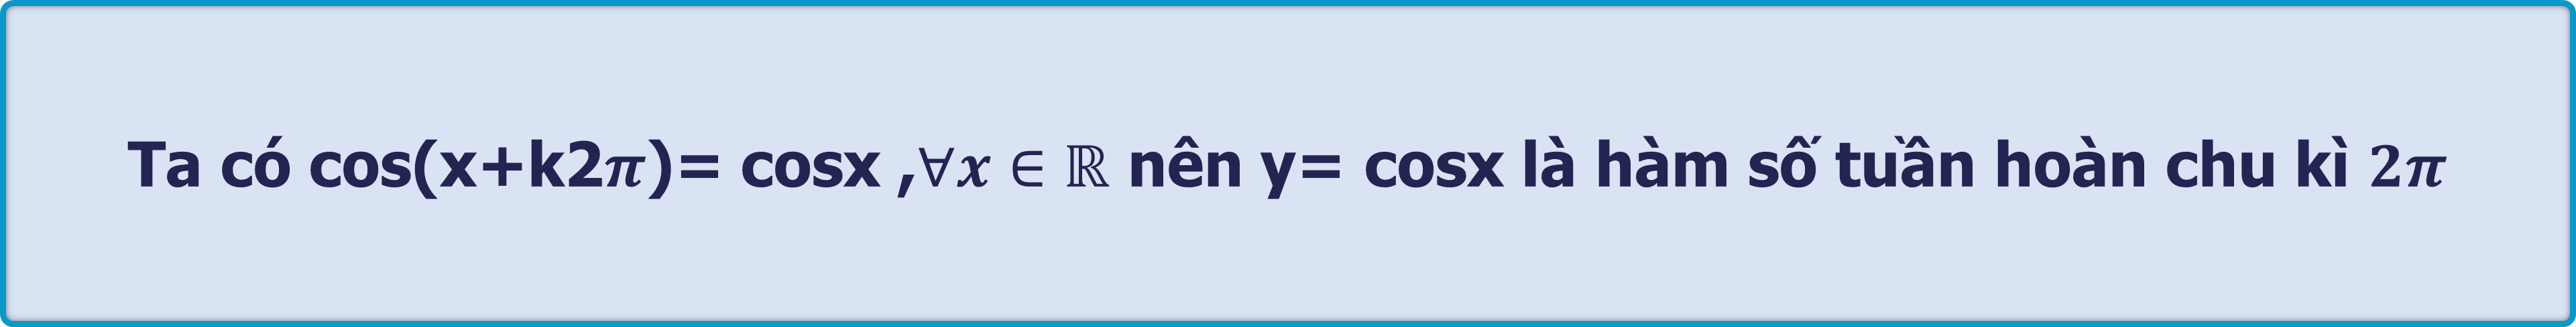 Ta có cos(x+k2𝝅)= cosx ,∀𝒙 ∈ ℝ nên y= cosx là hàm số tuần hoàn chu kì 𝟐𝝅